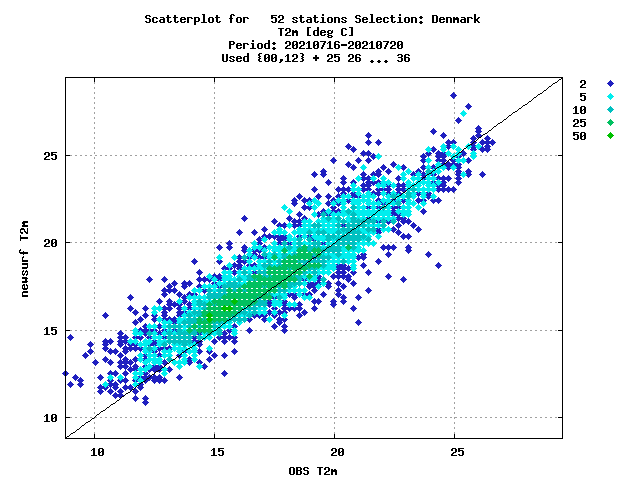 Scatterplot for   52 stations Selection: Denmark
T2m [deg C]
Period: 20210716-20210720
Used {00,12} + 25 26 ... 36
2
5
10
25
50
25
20
15
10
newsurf T2m
10 15 20 25
OBS T2m